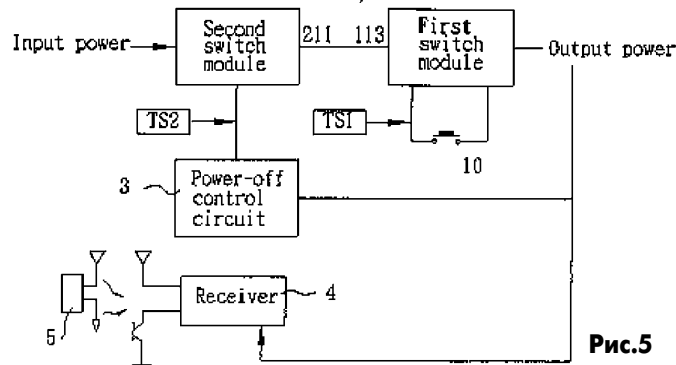 Input power
Second
switch
module
211 113
First
switch
module
Output power
TS2
TS1
10
3
Power-off
control
circuit
5
Receiver
4
Рис.5